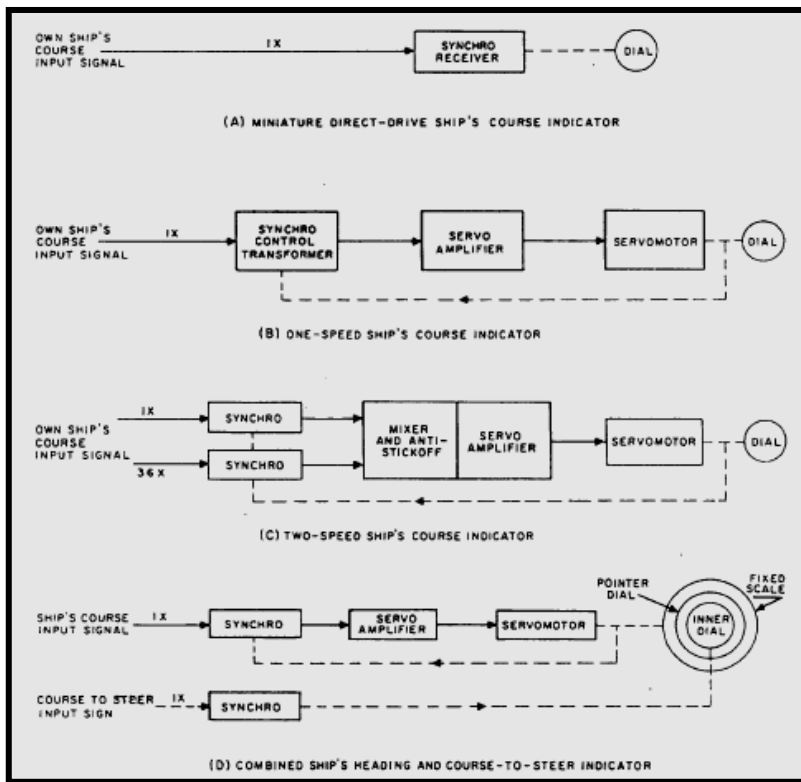 OWN SHIP'S
COURSE
INPUT SIGNAL
1X
SYNCHRO
RECEIVER
DIAL
(A) MINIATURE DIRECT-DRIVE SHIP'S COURSE INDICATOR
OWN SHIP'S
COURSE
INPUT SIGNAL
1X
SYNCHRO
CONTROL
TRANSFORMER
SERVO
AMPLIFIER
SERVOMOTOR
DIAL
(B) ONE-SPEED SHIP'S COURSE INDICATOR
OWN SHIP'S
COURSE
INPUT SIGNAL
1X
36X
SYNCHRO
SYNCHRO
MIXER
AND ANTI-
STICKOFF
SERVO
AMPLIFIER
SERVOMOTOR
DIAL
(C) TWO-SPEED SHIP'S COURSE INDICATOR
SHIP'S COURSE
INPUT SIGNAL
1X
SYNCHRO
SERVO
AMPLIFIER
SERVOMOTOR
POINTER
DIAL
FIXED
SCALE
INNER
DIAL
COURSE TO STEER
INPUT SIGN
1X
SYNCHRO
(D) COMBINED SHIP'S HEADING AND COURSE-TO-STEER INDICATOR